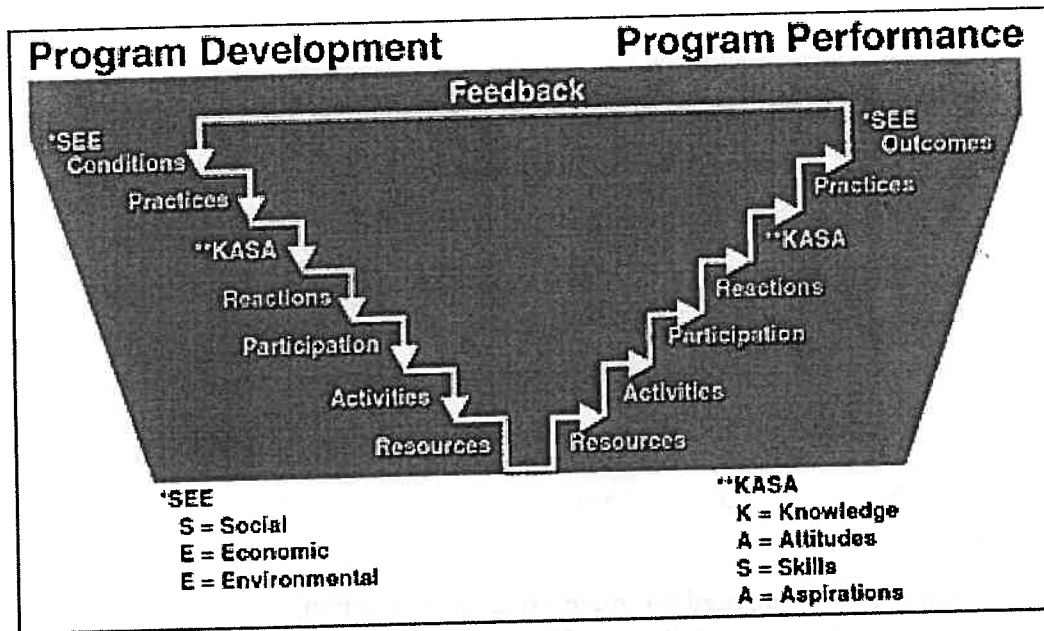 Program Development
Program Performance
Feedback
*SEE
Conditions
Practices
**KASA
Reactions
Participation
Activities
Resources
*SEE
Outcomes
Practices
**KASA
Reactions
Participation
Activities
Resources
*SEE
S = Social
E = Economic
E = Environmental
**KASA
K = Knowledge
A = Attitudes
S = Skills
A = Aspirations